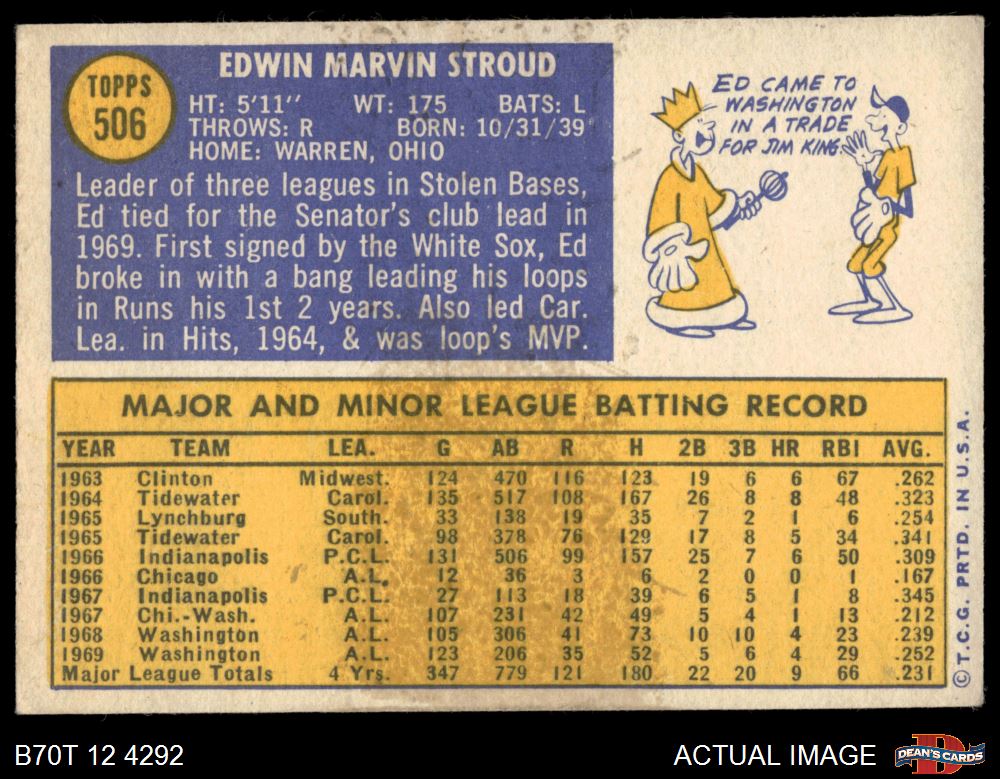 TOPPS
506
EDWIN MARVIN STROUD
HT: 5'11" WT: 175 BATS: L
THROWS: R BORN: 10/31/39
HOME: WARREN, OHIO
Leader of three leagues in Stolen Bases,
Ed tied for the Senator's club lead in
1969. First signed by the White Sox, Ed
broke in with a bang leading his loops
in Runs his 1st 2 years. Also led Car.
Lea. in Hits, 1964, & was loop's MVP.
ED CAME TO
WASHINGTON
IN A TRADE
FOR JIM KING.
MAJOR AND MINOR LEAGUE BATTING RECORD
YEAR TEAM LEA. G AB R H 2B 3B HR RBI AVG.
1963 Clinton Midwest. 124 470 116 123 19 6 6 67 .262
1964 Tidewater Carol. 135 517 108 167 26 8 8 48 .323
1965 Lynchburg South. 33 138 19 35 7 2 1 6 .254
1965 Tidewater Carol. 98 378 76 129 17 8 5 34 .341
1966 Indianapolis P.C.L. 131 506 99 157 25 7 6 50 .309
1966 Chicago A.L. 12 36 3 6 2 0 0 1 .167
1967 Indianapolis P.C.L. 27 113 18 39 6 5 1 8 .345
1967 Chi.-Wash. A.L. 107 231 42 49 5 4 1 13 .212
1968 Washington A.L. 105 306 41 73 10 10 4 23 .239
1969 Washington A.L. 123 206 35 52 5 6 4 29 .252
Major League Totals 4 Yrs. 347 779 121 180 22 20 9 66 .231
© T.C.G. PRTD. IN U.S.A.
B70T 12 4292
ACTUAL IMAGE
DEAN'S CARDS